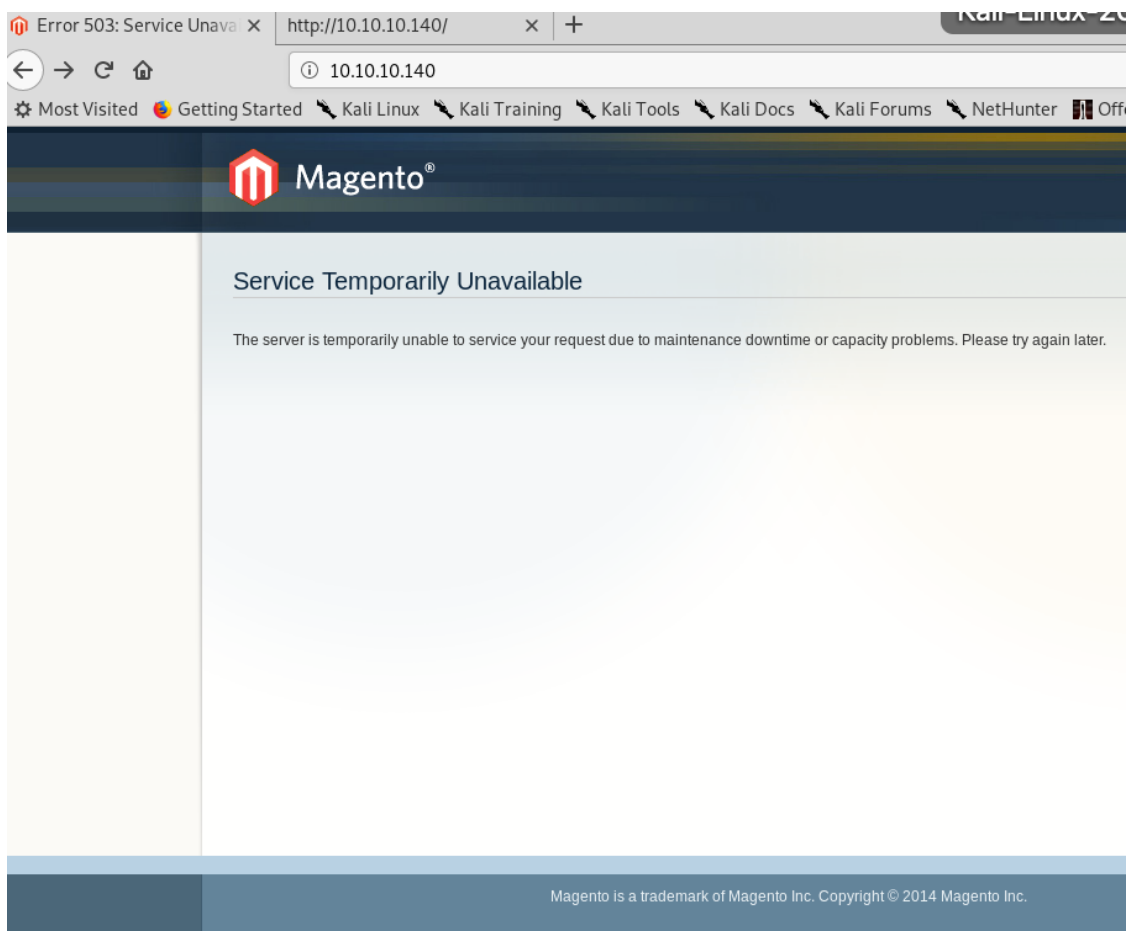 Error 503: Service Unava
http://10.10.10.140/
10.10.10.140
Most Visited Getting Started Kali Linux Kali Training Kali Tools Kali Docs Kali Forums NetHunter Offe
Magento®
Service Temporarily Unavailable
The server is temporarily unable to service your request due to maintenance downtime or capacity problems. Please try again later.
Magento is a trademark of Magento Inc. Copyright © 2014 Magento Inc.